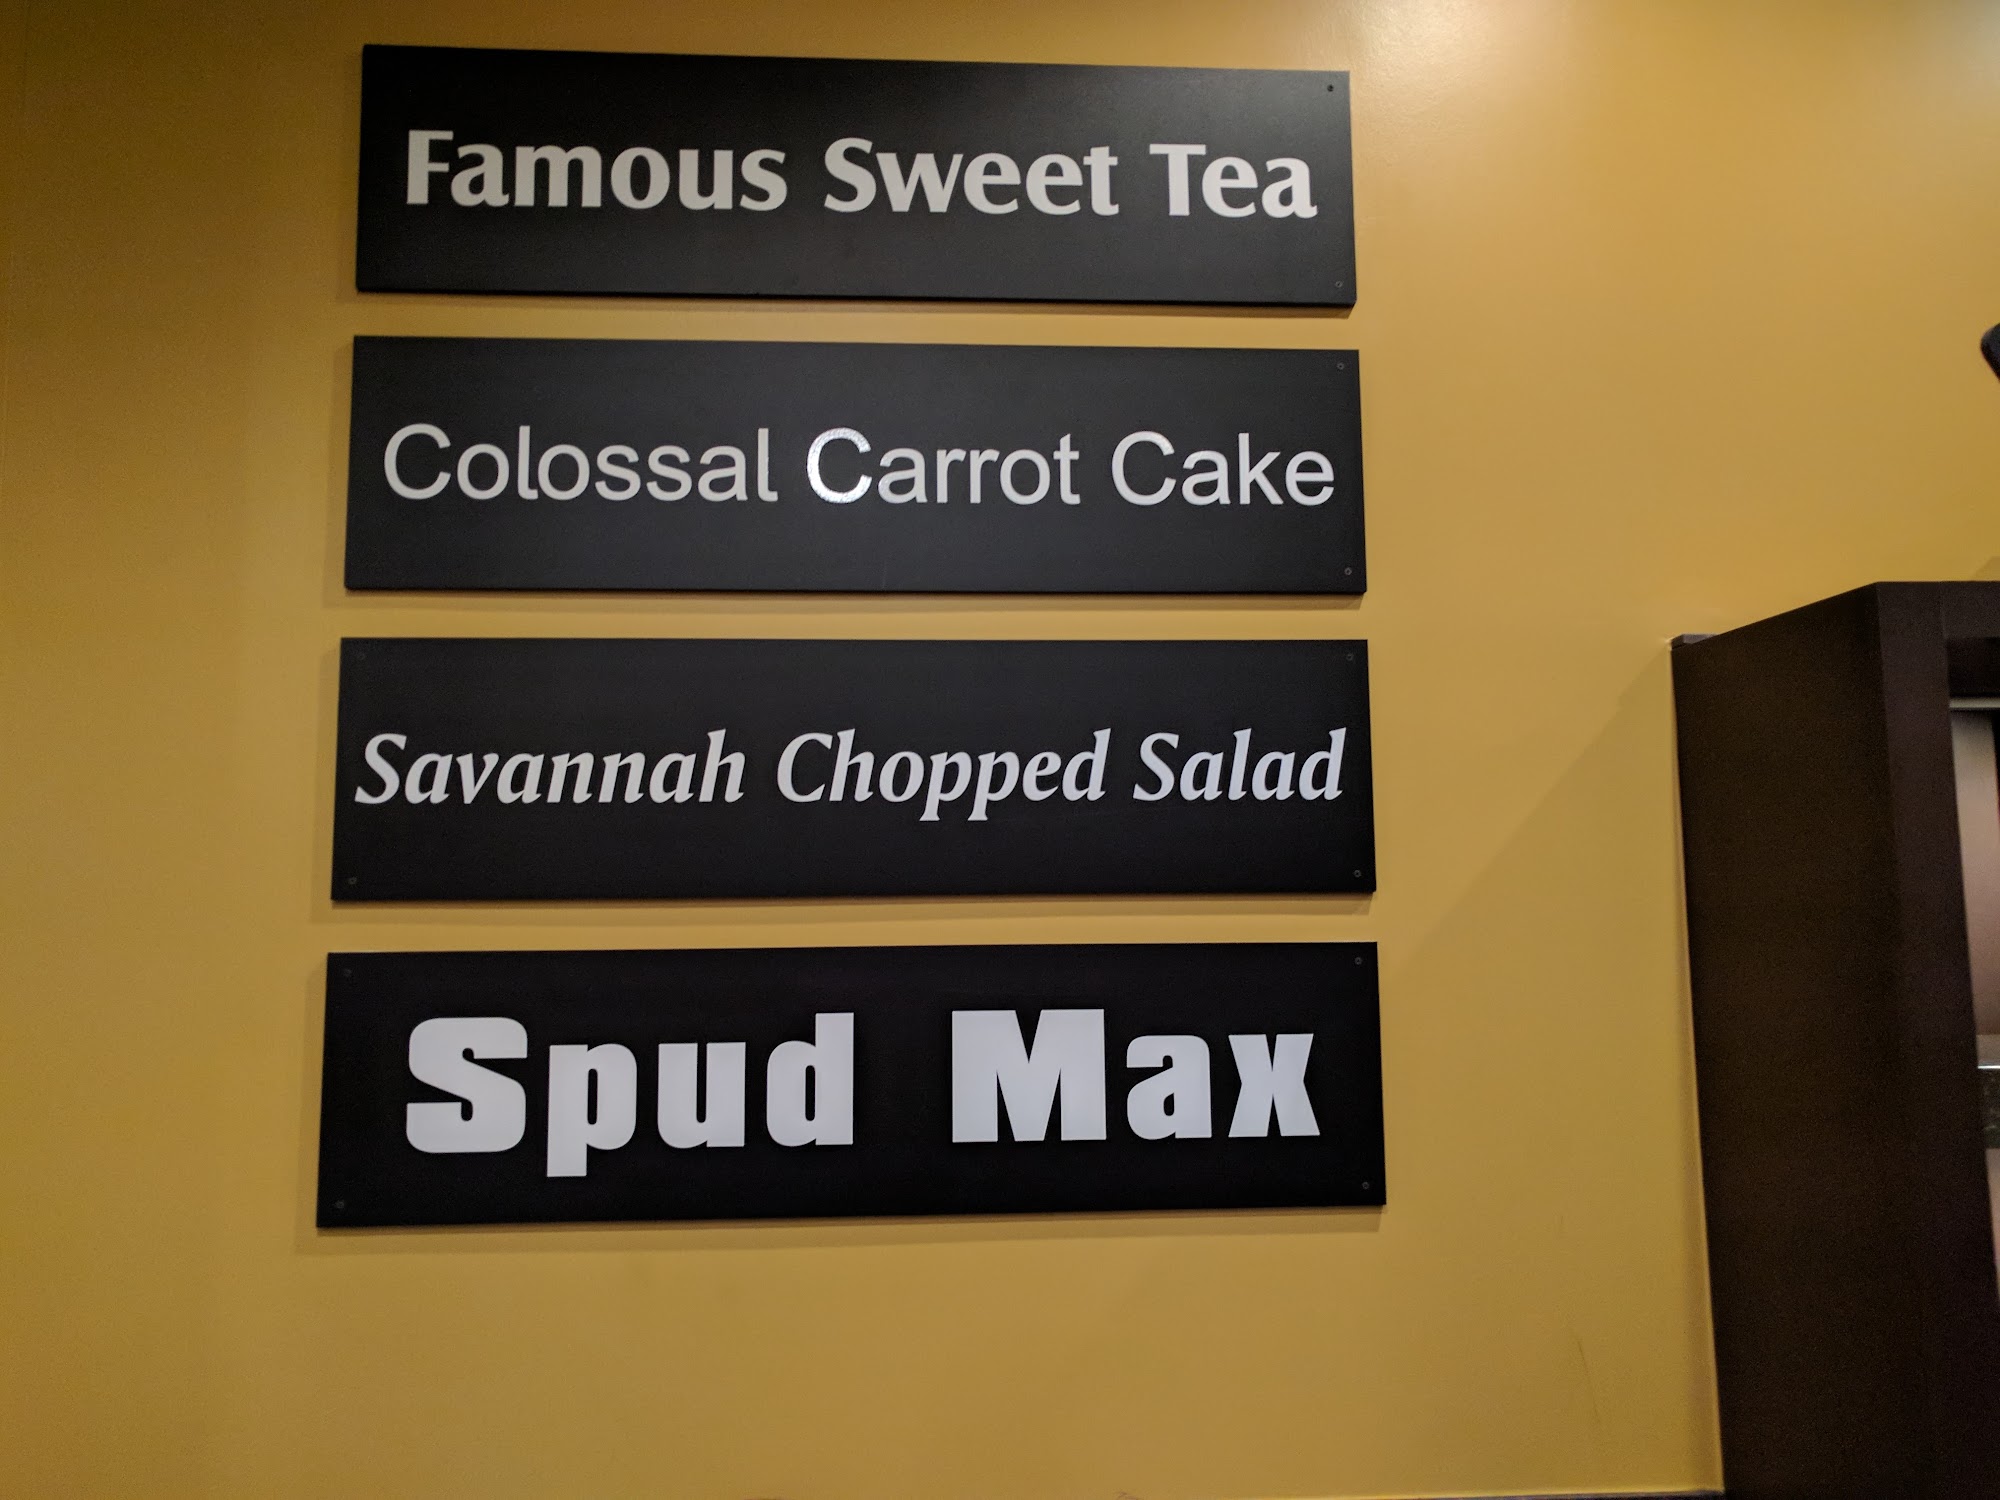 Famous Sweet Tea
Colossal Carrot Cake
Savannah Chopped Salad
Spud Max